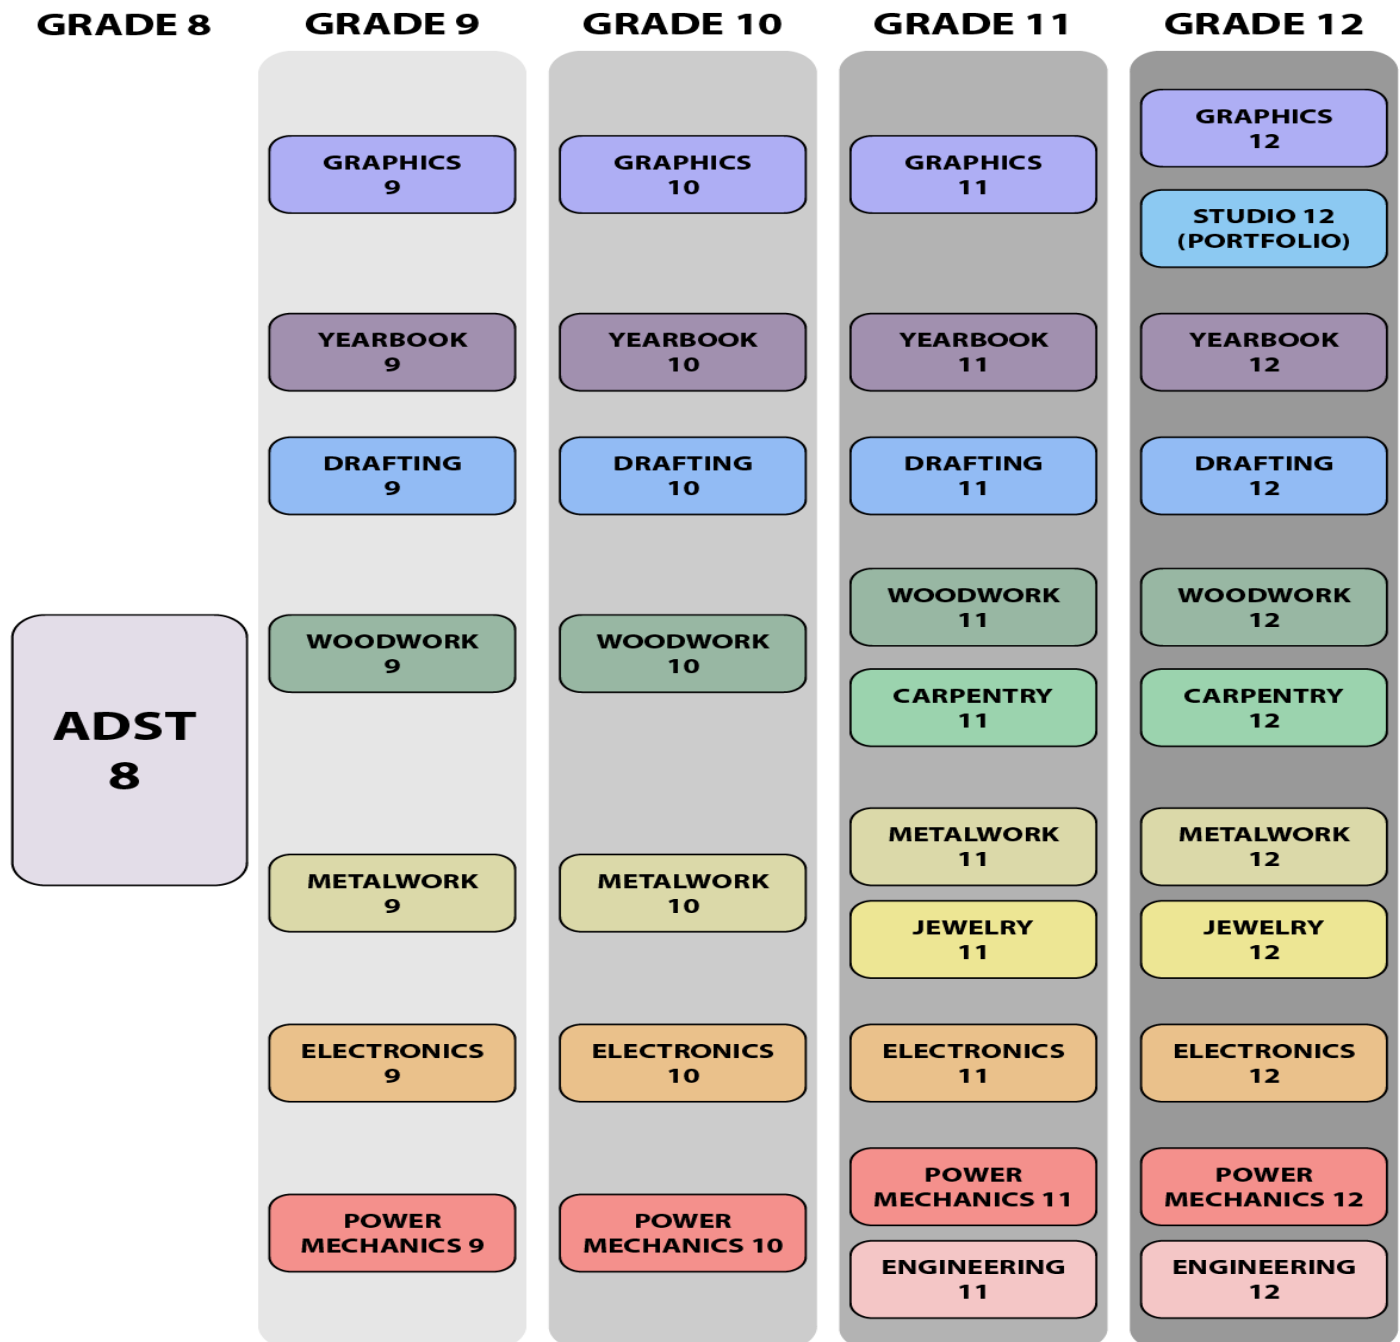 GRADE 8
GRADE 9
GRADE 10
GRADE 11
GRADE 12
ADST
8
GRAPHICS
9
YEARBOOK
9
DRAFTING
9
WOODWORK
9
METALWORK
9
ELECTRONICS
9
POWER
MECHANICS 9
GRAPHICS
10
YEARBOOK
10
DRAFTING
10
WOODWORK
10
METALWORK
10
ELECTRONICS
10
POWER
MECHANICS 10
GRAPHICS
11
YEARBOOK
11
DRAFTING
11
WOODWORK
11
CARPENTRY
11
METALWORK
11
JEWELRY
11
ELECTRONICS
11
POWER
MECHANICS 11
ENGINEERING
11
GRAPHICS
12
STUDIO 12
(PORTFOLIO)
YEARBOOK
12
DRAFTING
12
WOODWORK
12
CARPENTRY
12
METALWORK
12
JEWELRY
12
ELECTRONICS
12
POWER
MECHANICS 12
ENGINEERING
12